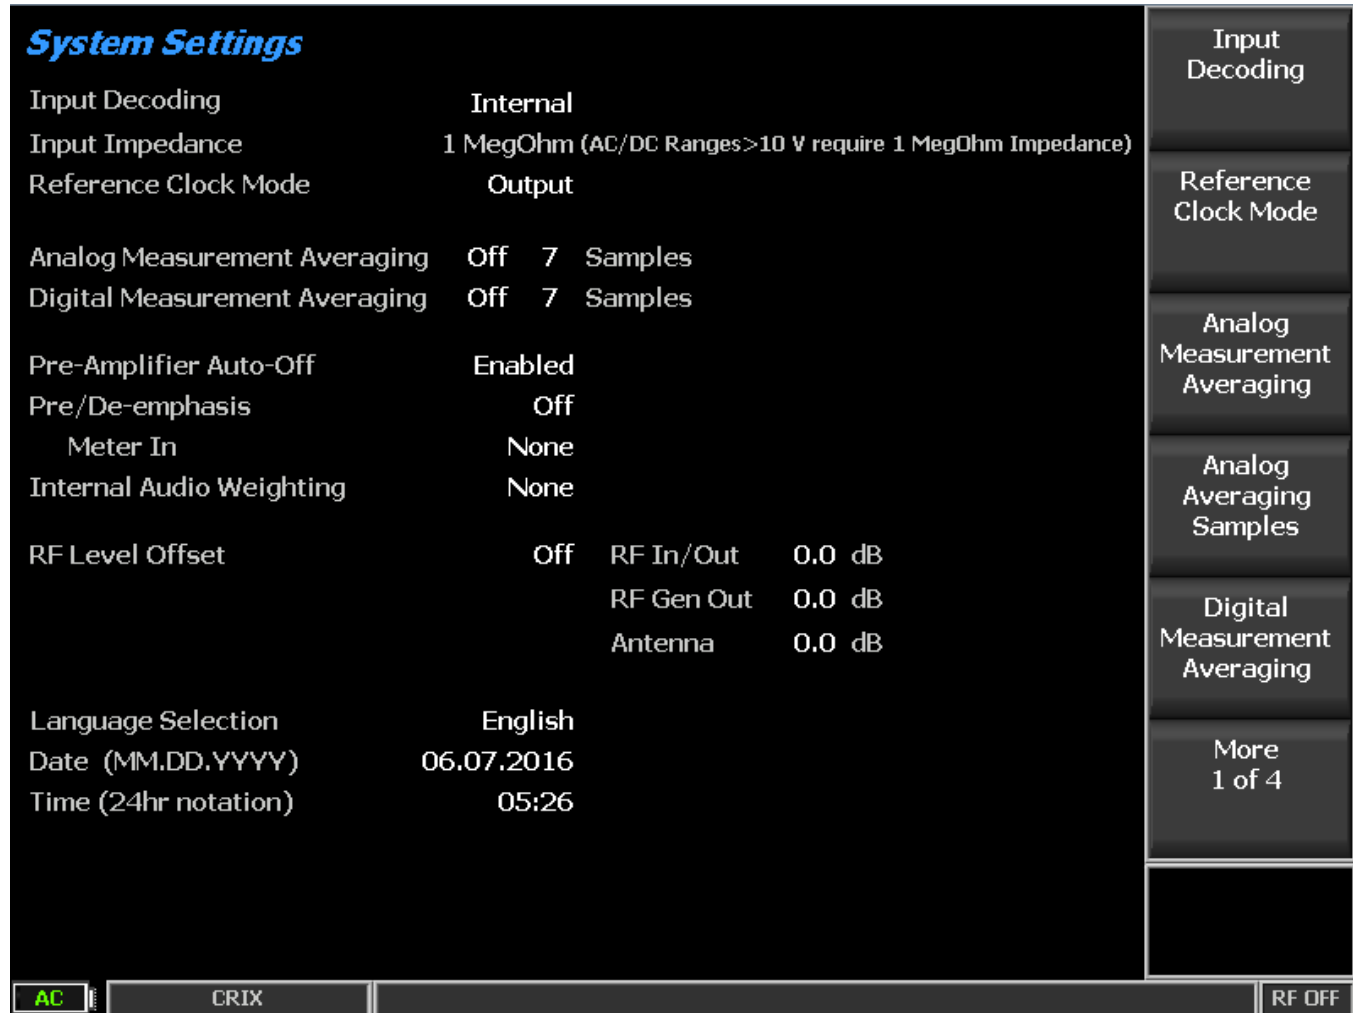 System Settings
Input Decoding Internal
Input Impedance 1 MegOhm (AC/DC Ranges>10 V require 1 MegOhm Impedance)
Reference Clock Mode Output
Analog Measurement Averaging Off 7 Samples
Digital Measurement Averaging Off 7 Samples
Pre-Amplifier Auto-Off Enabled
Pre/De-emphasis Off
Meter In None
Internal Audio Weighting None
RF Level Offset Off RF In/Out 0.0 dB
RF Gen Out 0.0 dB
Antenna 0.0 dB
Language Selection English
Date (MM.DD.YYYY) 06.07.2016
Time (24hr notation) 05:26
Input
Decoding
Reference
Clock Mode
Analog
Measurement
Averaging
Analog
Averaging
Samples
Digital
Measurement
Averaging
More
1 of 4
AC CRIX RF OFF